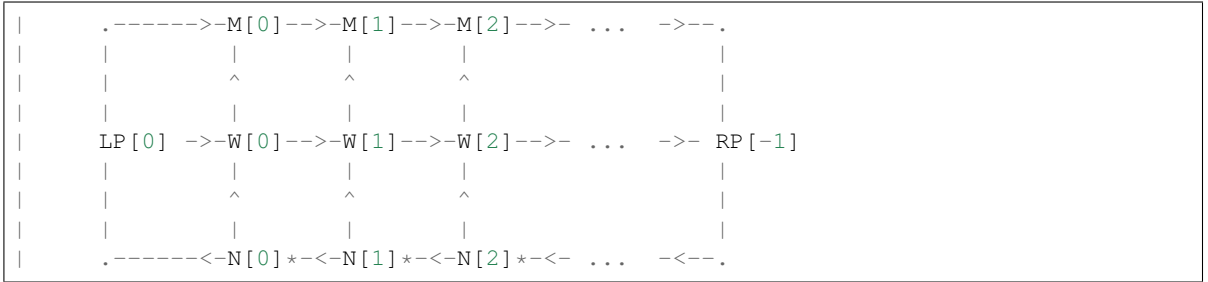 |      .------>-M[0]-->-M[1]-->-M[2]-->- ...  ->--.
|      |        |       |       |                 |
|      |        ^       ^       ^                 |
|      |        |       |       |                 |
|     LP[0] ->-W[0]-->-W[1]-->-W[2]-->- ...  ->- RP[-1]
|      |        |       |       |                 |
|      |        ^       ^       ^                 |
|      |        |       |       |                 |
|      .------<-N[0]*-<-N[1]*-<-N[2]*-<- ...  -<--.